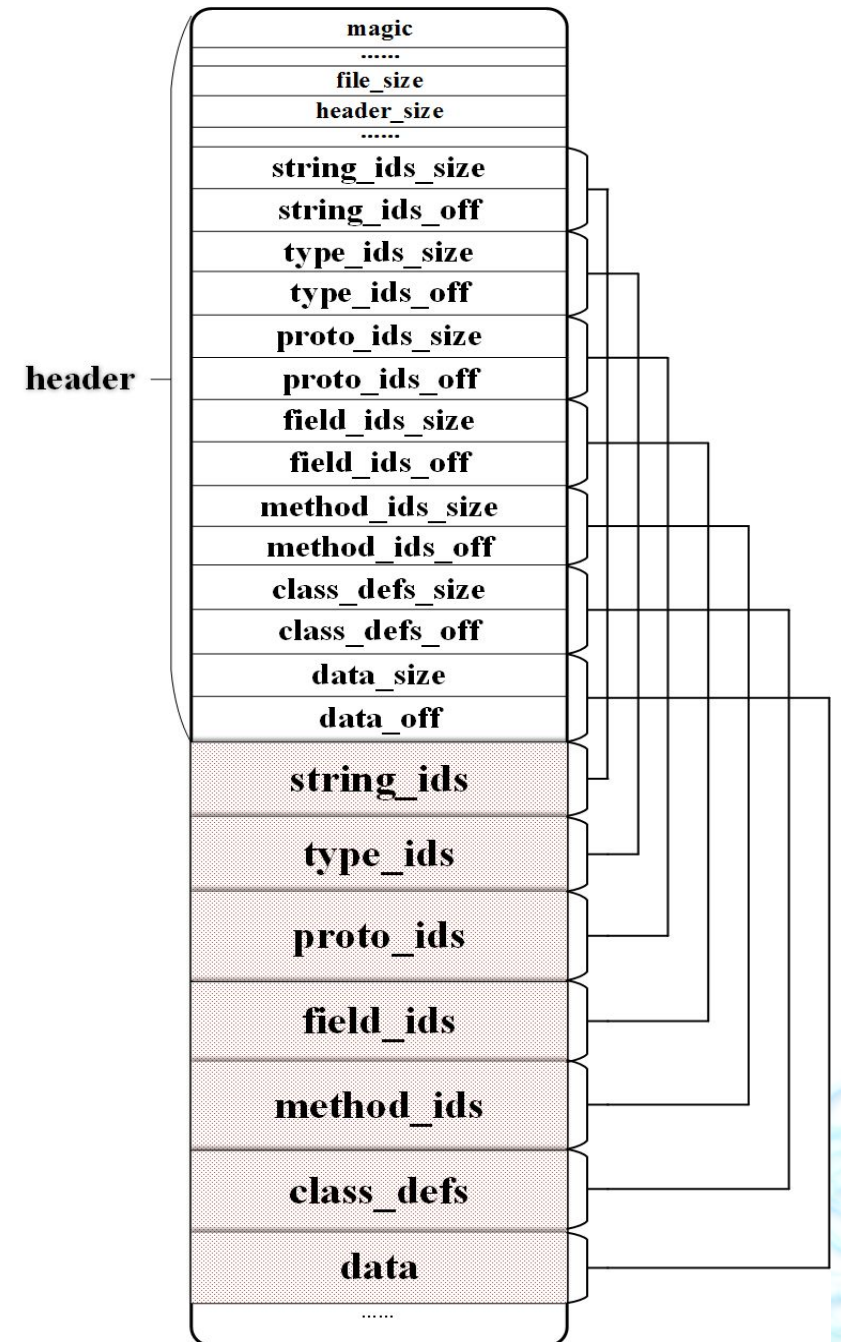 magic
......
file_size
header_size
......
string_ids_size
string_ids_off
type_ids_size
type_ids_off
proto_ids_size
header
proto_ids_off
field_ids_size
field_ids_off
method_ids_size
method_ids_off
class_defs_size
class_defs_off
data_size
data_off
string_ids
type_ids
proto_ids
field_ids
method_ids
class_defs
data
......